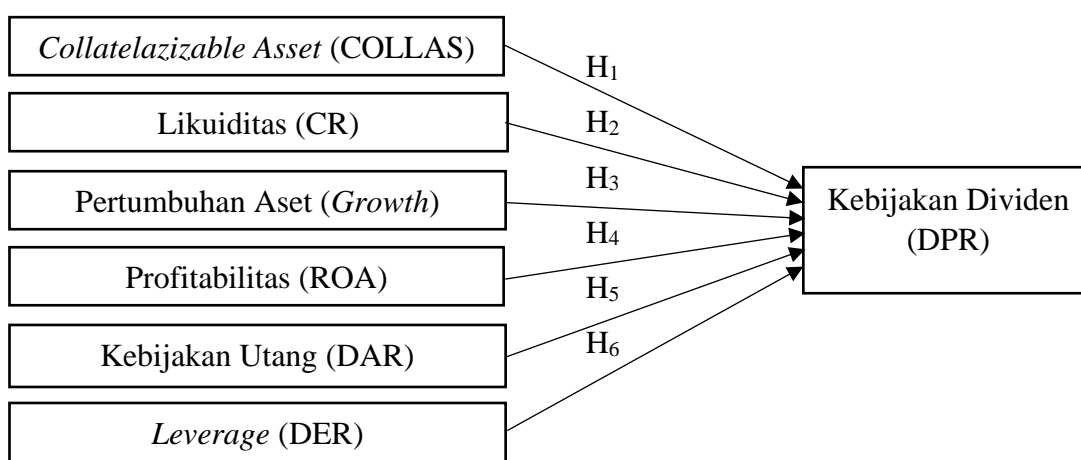 Collatelazizable Asset (COLLAS)
H₁
Likuiditas (CR)
H₂
Pertumbuhan Aset (Growth)
H₃
Kebijakan Dividen
(DPR)
H₄
Profitabilitas (ROA)
H₅
Kebijakan Utang (DAR)
H₆
Leverage (DER)